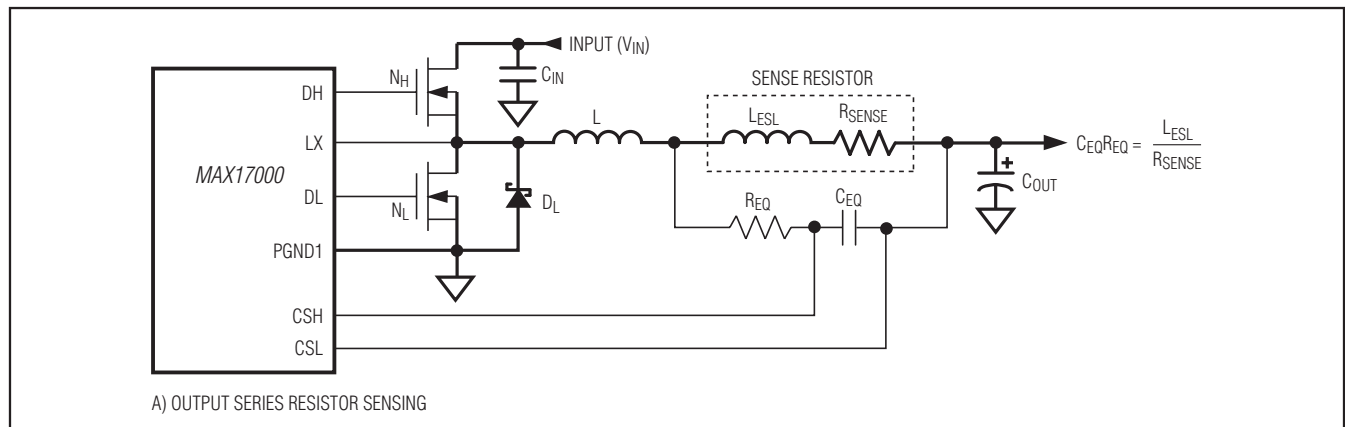 INPUT (VIN)
CIN
NH
DH
SENSE RESISTOR
L
LESL
RSENSE
LX
MAX17000
CEQREQ = LESL / RSENSE
+
COUT
DL
NL
DL
REQ
CEQ
PGND1
CSH
CSL
A) OUTPUT SERIES RESISTOR SENSING